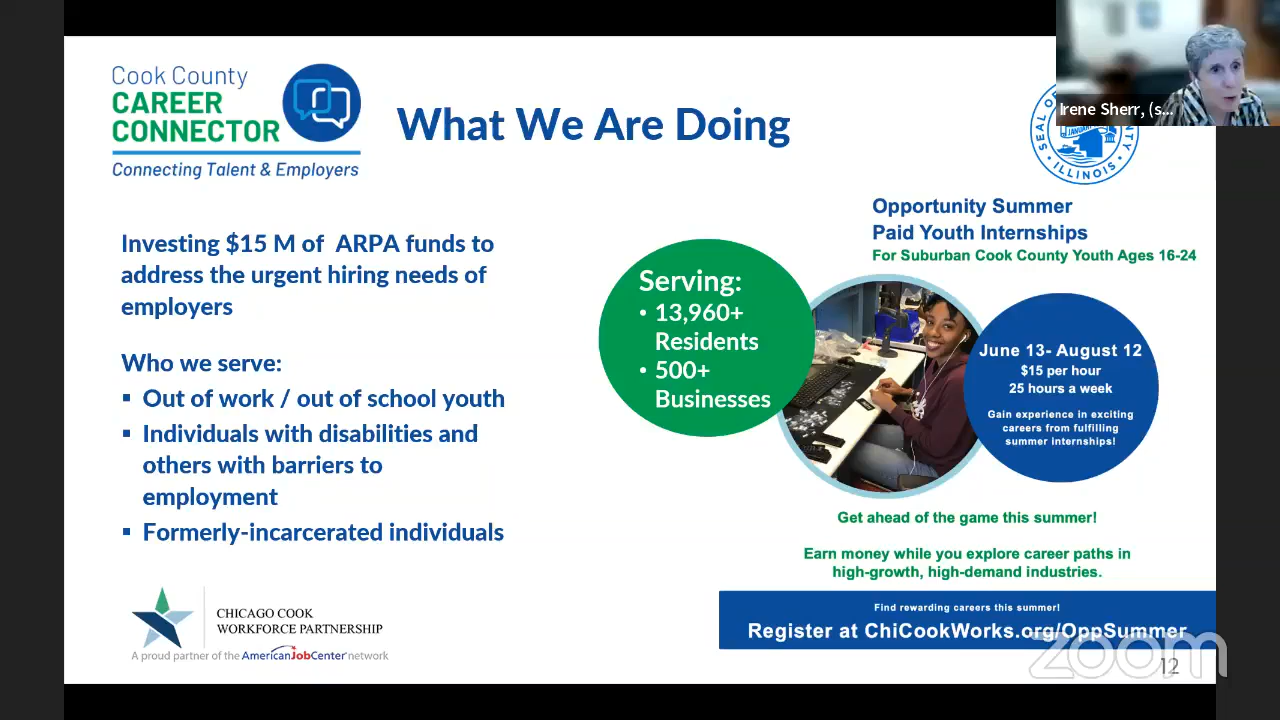 Cook County
CAREER
CONNECTOR
Connecting Talent & Employers
What We Are Doing
Irene Sherr, (s...
SEAL O
NTY
ILLINOIS
Investing $15 M of ARPA funds to
address the urgent hiring needs of
employers
Who we serve:
▪ Out of work / out of school youth
▪ Individuals with disabilities and
others with barriers to
employment
▪ Formerly-incarcerated individuals
Serving:
• 13,960+
Residents
• 500+
Businesses
Opportunity Summer
Paid Youth Internships
For Suburban Cook County Youth Ages 16-24
June 13- August 12
$15 per hour
25 hours a week
Gain experience in exciting
careers from fulfilling
summer internships!
Get ahead of the game this summer!
Earn money while you explore career paths in
high-growth, high-demand industries.
Find rewarding careers this summer!
Register at ChiCookWorks.org/OppSummer
CHICAGO COOK
WORKFORCE PARTNERSHIP
A proud partner of the AmericanJobCenter network
zoom
12